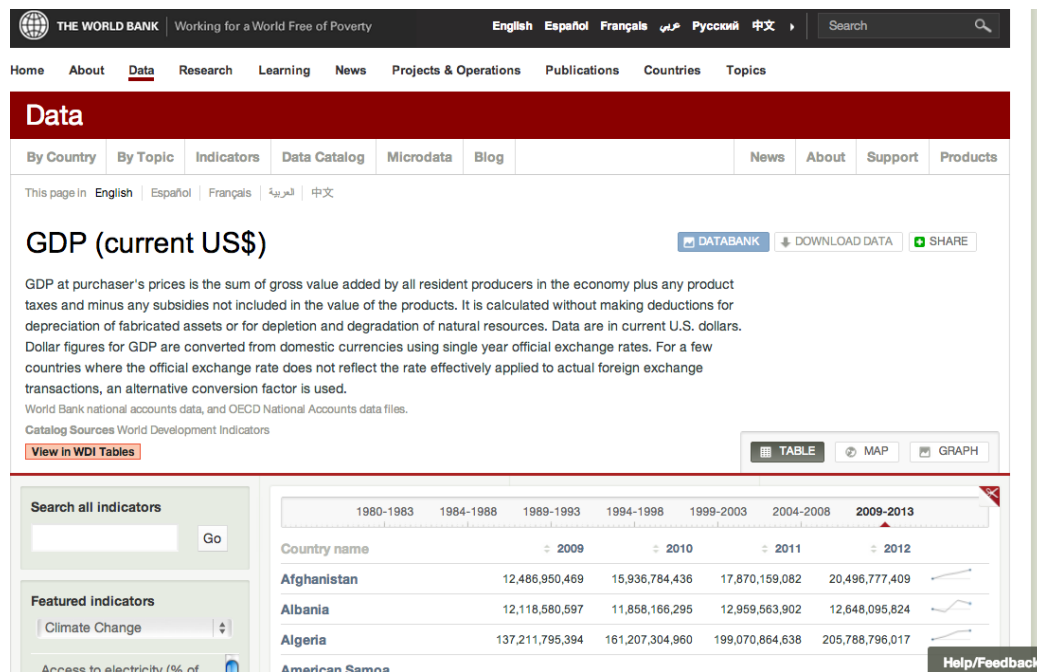 THE WORLD BANK Working for a World Free of Poverty English Español Français عربي Русский 中文 Search
Home About Data Research Learning News Projects & Operations Publications Countries Topics
Data
By Country By Topic Indicators Data Catalog Microdata Blog News About Support Products
This page in English Español Français العربية 中文
GDP (current US$)
DATABANK DOWNLOAD DATA SHARE
GDP at purchaser's prices is the sum of gross value added by all resident producers in the economy plus any product
taxes and minus any subsidies not included in the value of the products. It is calculated without making deductions for
depreciation of fabricated assets or for depletion and degradation of natural resources. Data are in current U.S. dollars.
Dollar figures for GDP are converted from domestic currencies using single year official exchange rates. For a few
countries where the official exchange rate does not reflect the rate effectively applied to actual foreign exchange
transactions, an alternative conversion factor is used.
World Bank national accounts data, and OECD National Accounts data files.
Catalog Sources World Development Indicators
View in WDI Tables
TABLE MAP GRAPH
Search all indicators
Go
Featured indicators
Climate Change
Access to electricity (% of
1980-1983 1984-1988 1989-1993 1994-1998 1999-2003 2004-2008 2009-2013
Country name 2009 2010 2011 2012
Afghanistan 12,486,950,469 15,936,784,436 17,870,159,082 20,496,777,409
Albania 12,118,580,597 11,858,166,295 12,959,563,902 12,648,095,824
Algeria 137,211,795,394 161,207,304,960 199,070,864,638 205,788,796,017
American Samoa
Help/Feedback